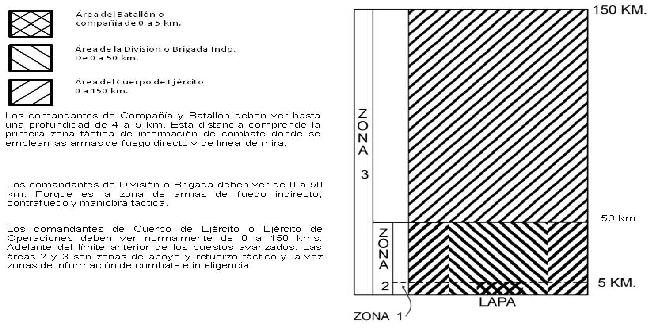 Área del Batallón o
compañía de 0 a 5 km.
Área de la División o Brigada Indp.
De 0 a 50 km.
Área del Cuerpo de Ejército
0 a 150 km.
Los comandantes de Compañía y Batallón deben ver hasta
una profundidad de 4 a 5 km. Esta distancia comprende la
primera zona táctica de información de combate donde se
emplean las armas de fuego directo y de línea de mira.
Los comandantes de División o Brigada deben ver de 0 a 50
km. Porque es la zona de armas de fuego indirecto,
contrafuego y maniobra táctica.
Los comandantes de Cuerpo de Ejército o Ejército de
Operaciones deben ver normalmente de 0 a 150 kms.
Adelante del límite anterior de los puestos avanzados. Las
áreas 2 y 3 son zonas de apoyo y refuerzo táctico y a la vez
zonas de información de combate e inteligencia
150 KM.
ZONA 3
50 km.
ZONA 2
5 KM.
LAPA
ZONA 1